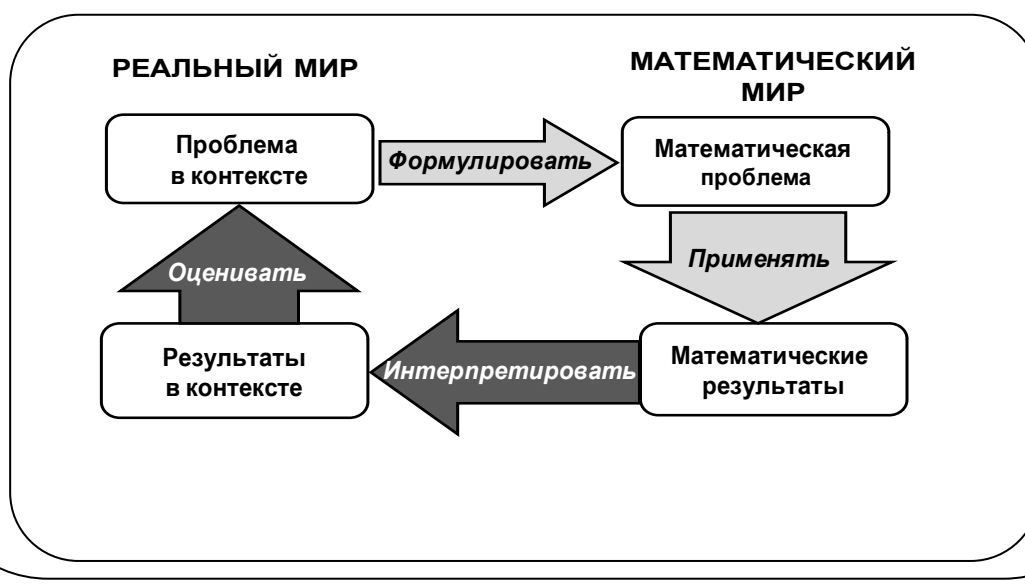 РЕАЛЬНЫЙ МИР
МАТЕМАТИЧЕСКИЙ
МИР
Проблема
в контексте
Формулировать
Математическая
проблема
Применять
Оценивать
Результаты
в контексте
Интерпретировать
Математические
результаты